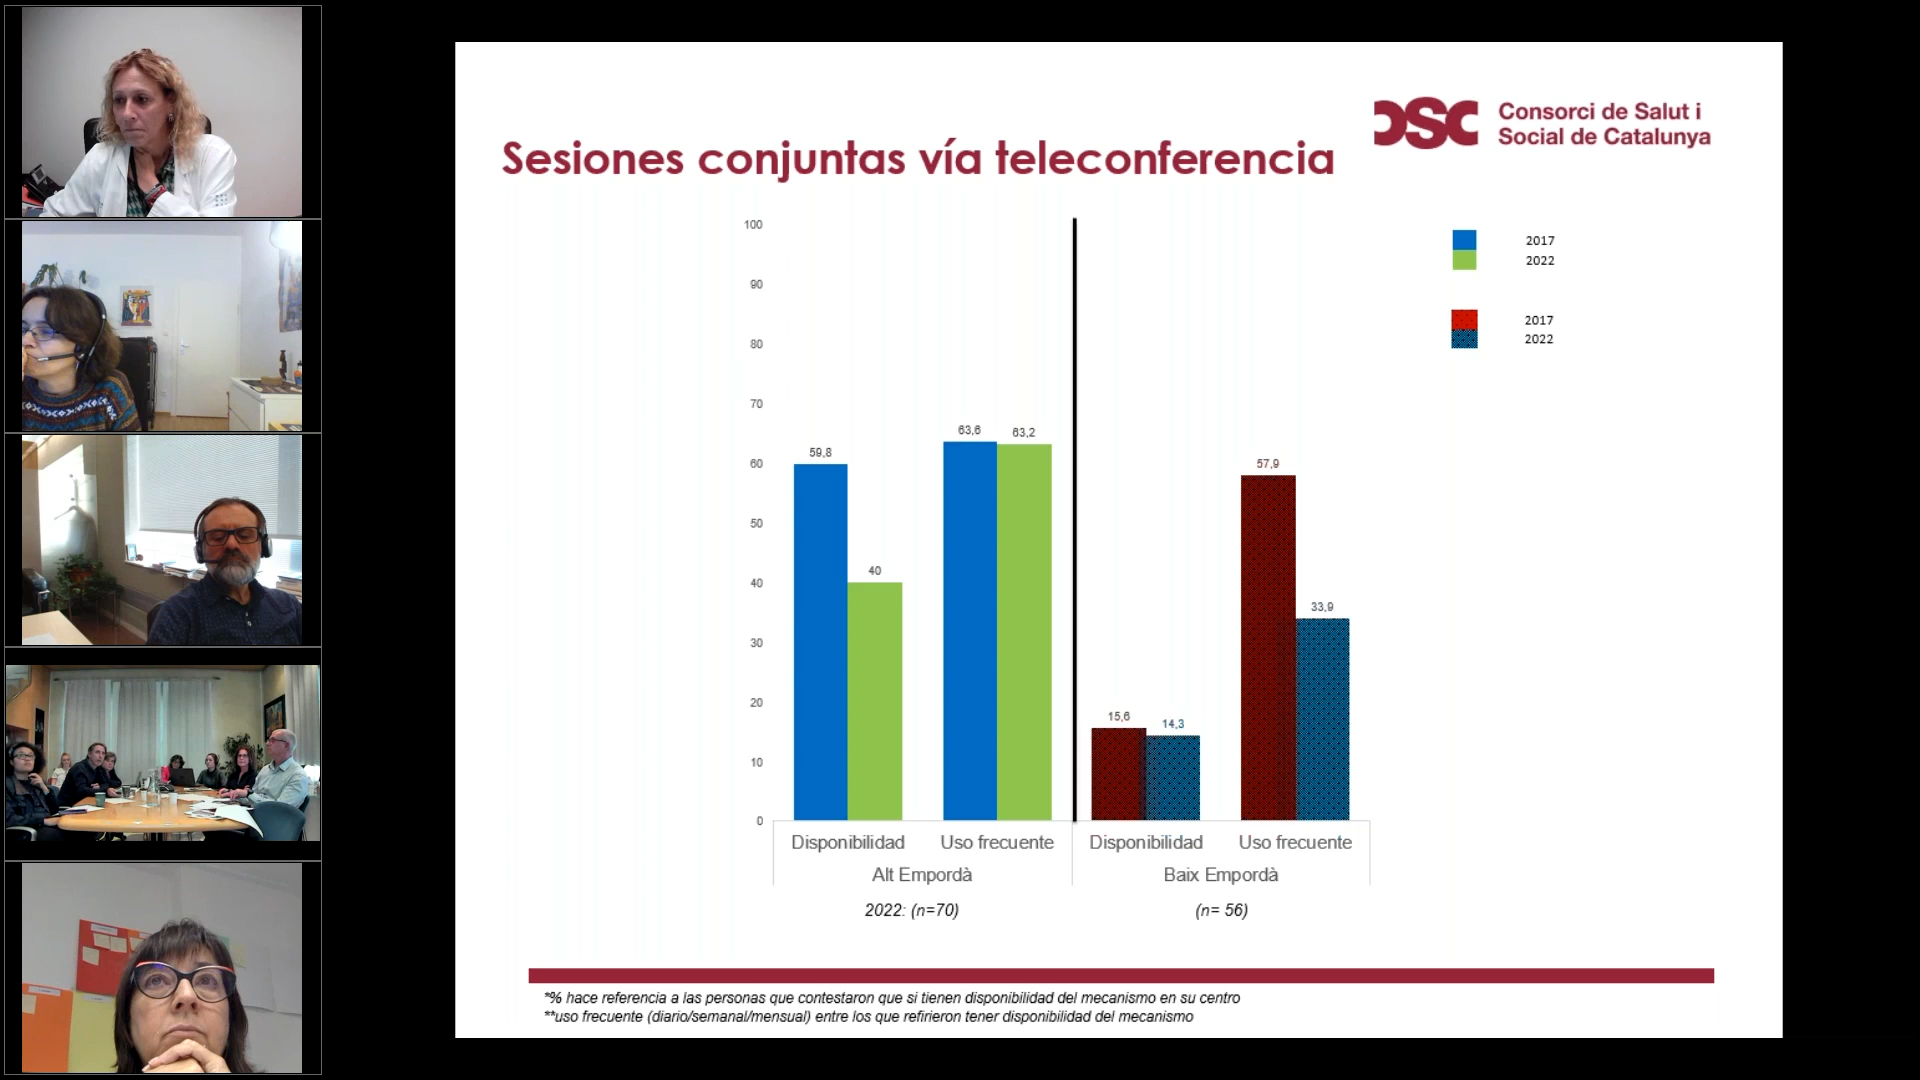 Consorci de Salut i
Social de Catalunya
CSC
Sesiones conjuntas vía teleconferencia
2017
2022
2017
2022
100
90
80
70
60
50
40
30
20
10
0
59,8
40
63,6
63,2
15,6
14,3
57,9
33,9
Disponibilidad Uso frecuente Disponibilidad Uso frecuente
Alt Empordà Baix Empordà
2022: (n=70) (n= 56)
*% hace referencia a las personas que contestaron que si tienen disponibilidad del mecanismo en su centro
**uso frecuente (diario/semanal/mensual) entre los que refirieron tener disponibilidad del mecanismo